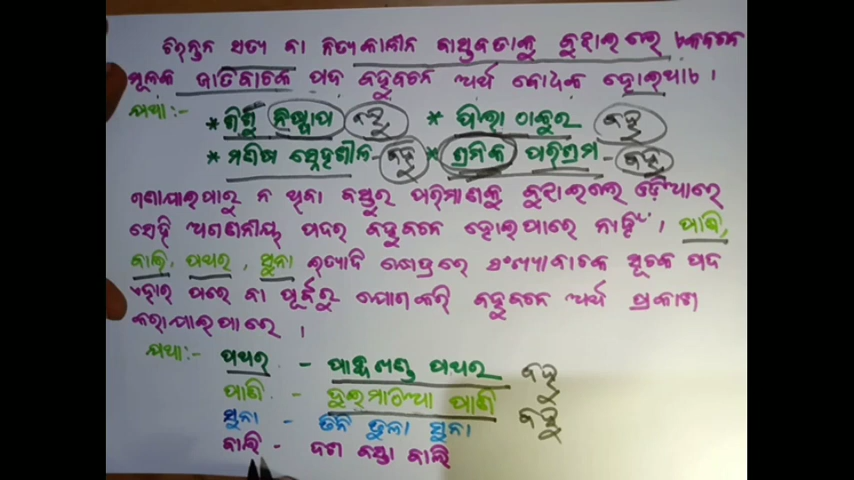 ଚିରନ୍ତନ ସତ୍ୟ ବା ନିତ୍ୟକାଳୀନ ବାସ୍ତବତାକୁ ବୁଝାଇଲେ ଏକବଚନ
ମୂଳକ ଜାତିବାଚକ ପଦ ବହୁବଚନ ଅର୍ଥ ବୋଧକ ହୋଇଥାଏ ।
ଯଥା:- * ଶିଶୁ ନିଷ୍ପାପ ବହୁ * ପିଲା ଠାକୁର ବହୁ
* ମଣିଷ ସ୍ନେହଶୀଳ - ବହୁ * ଶ୍ରମିକ ପରିଶ୍ରମୀ - ବହୁ
ଗଣାଯାଇପାରୁ ନ ଥିବା ବସ୍ତୁର ପରିମାଣକୁ ବୁଝାଇଲେ ଓଡ଼ିଆରେ
ସେହି ଅଗଣନୀୟ ପଦର ବହୁବଚନ ହୋଇପାରେ ନାହିଁ । ପାଣି,
ବାଲି, ପଥର, ସୁନା ଇତ୍ୟାଦି କ୍ଷେତ୍ରରେ ସଂଖ୍ୟାବାଚକ ସୂଚକ ପଦ
ଏହାର ପରେ ବା ପୂର୍ବରୁ ଯୋଗକରି ବହୁବଚନ ଅର୍ଥ ପ୍ରକାଶ
କରାଯାଇପାରେ ।
ଯଥା:- ପଥର - ପାଞ୍ଚଖଣ୍ଡ ପଥର ବହୁ
ପାଣି - ଦୁଇମାଠିଆ ପାଣି ବହୁ
ସୁନା - ତିନି ତୁଳା ସୁନା
ବାଲି - ଦଶ ବସ୍ତା ବାଲି